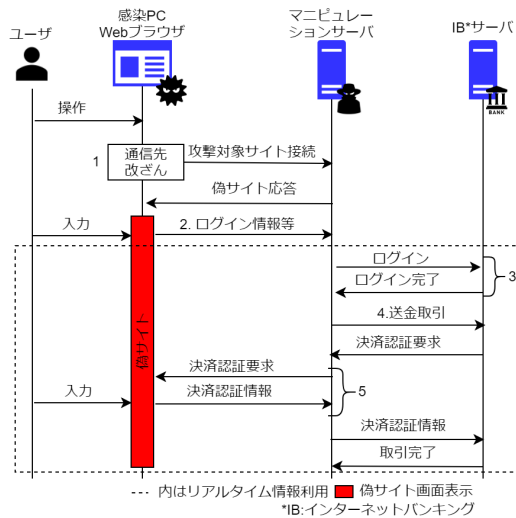 ユーザ
感染PC
Webブラウザ
マニピュレー
ションサーバ
IB*サーバ
BANK
操作
1
通信先
改ざん
攻撃対象サイト接続
偽サイト応答
入力
2. ログイン情報等
ログイン
ログイン完了
3
4.送金取引
決済認証要求
偽サイト
決済認証要求
入力
決済認証情報
5
決済認証情報
取引完了
--- 内はリアルタイム情報利用
偽サイト画面表示
*IB:インターネットバンキング